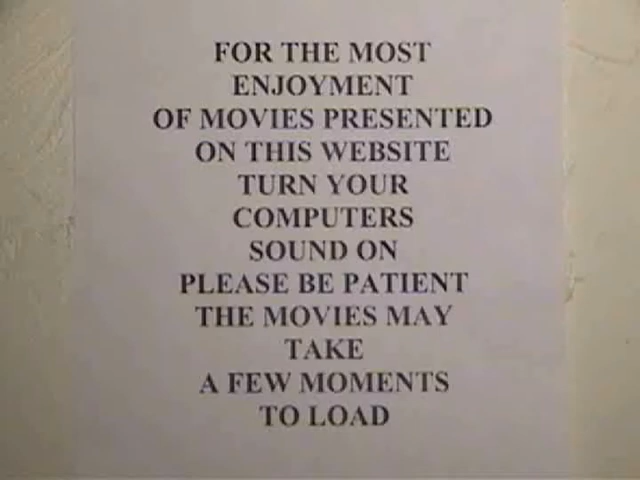 FOR THE MOST
ENJOYMENT
OF MOVIES PRESENTED
ON THIS WEBSITE
TURN YOUR
COMPUTERS
SOUND ON
PLEASE BE PATIENT
THE MOVIES MAY
TAKE
A FEW MOMENTS
TO LOAD